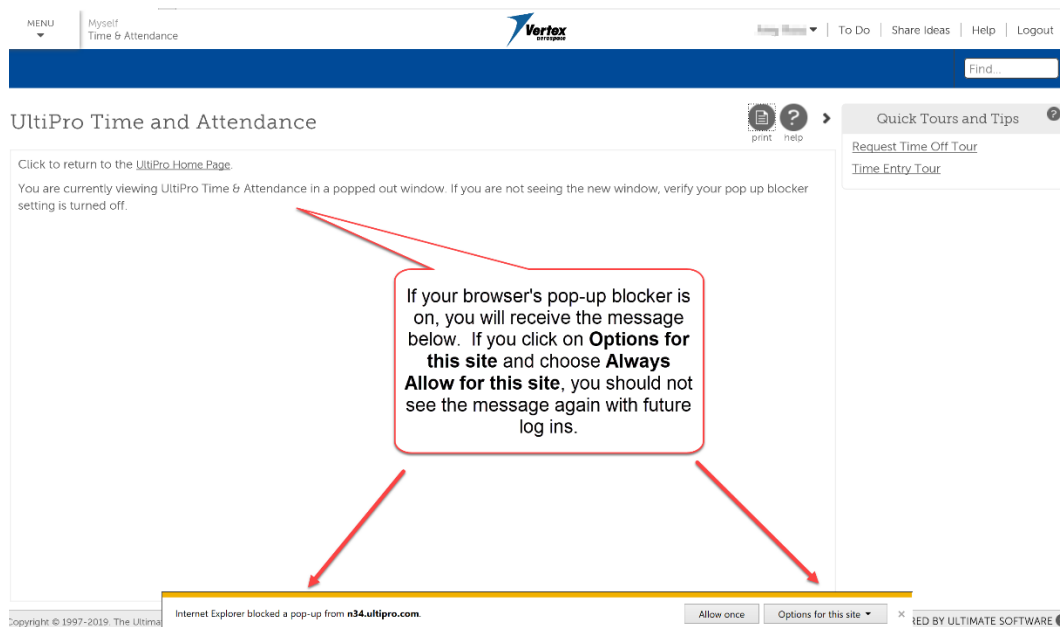 MENU
Myself
Time & Attendance
Vertex
aerospace
To Do | Share Ideas | Help | Logout
Find...
UltiPro Time and Attendance
print help
Quick Tours and Tips
Request Time Off Tour
Time Entry Tour
Click to return to the UltiPro Home Page.
You are currently viewing UltiPro Time & Attendance in a popped out window. If you are not seeing the new window, verify your pop up blocker
setting is turned off.
If your browser's pop-up blocker is
on, you will receive the message
below. If you click on Options for
this site and choose Always
Allow for this site, you should not
see the message again with future
log ins.
Internet Explorer blocked a pop-up from n34.ultipro.com.
Allow once
Options for this site
Copyright © 1997-2019. The Ultima
RED BY ULTIMATE SOFTWARE